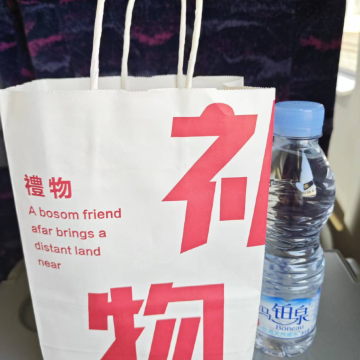 禮物
A bosom friend
afar brings a
distant land
near
礼
物
铂泉